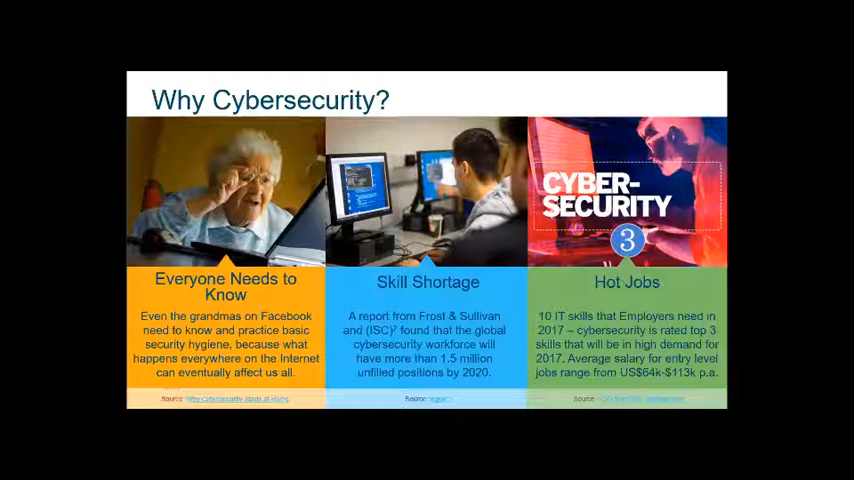 Why Cybersecurity?
CYBER-
SECURITY
3
Everyone Needs to
Know
Even the grandmas on Facebook
need to know and practice basic
security hygiene, because what
happens everywhere on the Internet
can eventually affect us all.
Source: Why Cybersecurity Starts at Home
Skill Shortage
A report from Frost & Sullivan
and (ISC)² found that the global
cybersecurity workforce will
have more than 1.5 million
unfilled positions by 2020.
Source:
Hot Jobs
10 IT skills that Employers need in
2017 – cybersecurity is rated top 3
skills that will be in high demand for
2017. Average salary for entry level
jobs range from US$64k-$113k p.a.
Source: